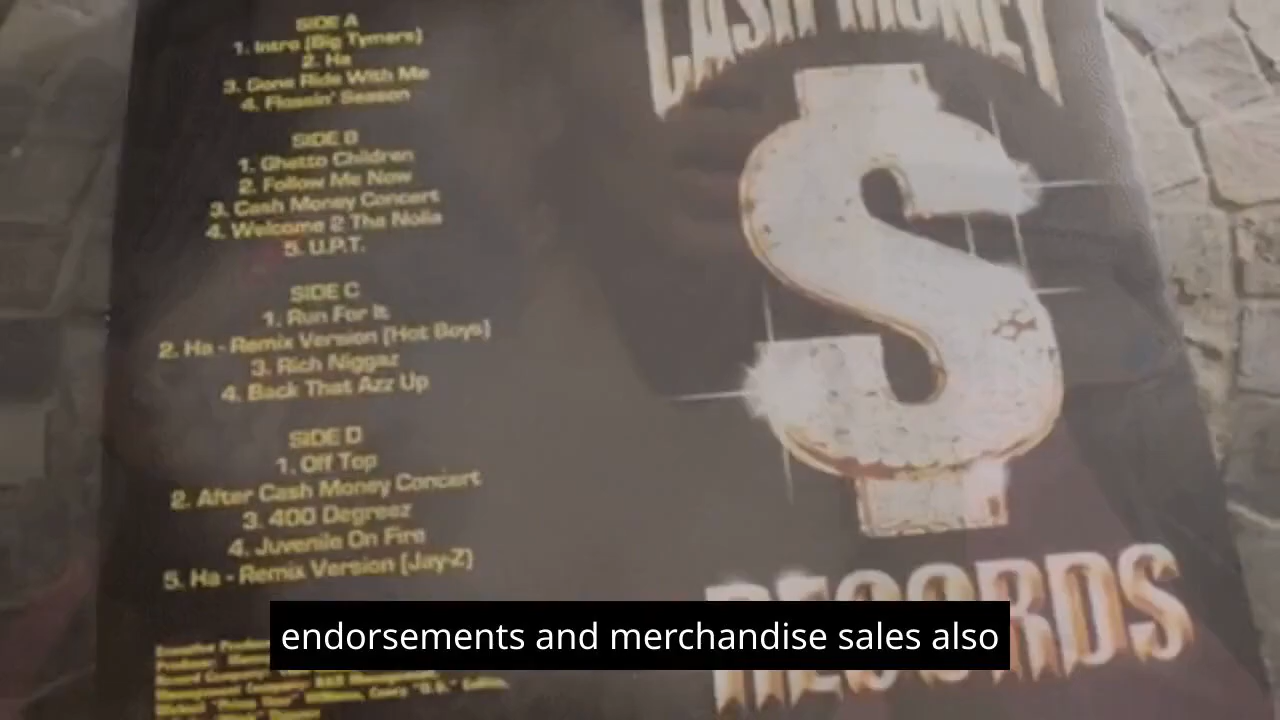 SIDE A
1. Intro (Big Tymers)
2. Ha
3. Gone Ride With Me
4. Flossin' Season
SIDE B
1. Ghetto Children
2. Follow Me Now
3. Cash Money Concert
4. Welcome 2 Tha Nolia
5. U.P.T.
SIDE C
1. Run For It
2. Ha - Remix Version (Hot Boys)
3. Rich Niggaz
4. Back That Azz Up
SIDE D
1. Off Top
2. After Cash Money Concert
3. 400 Degreez
4. Juvenile On Fire
5. Ha - Remix Version (Jay-Z)
CASH MONEY
$
RECORDS
endorsements and merchandise sales also